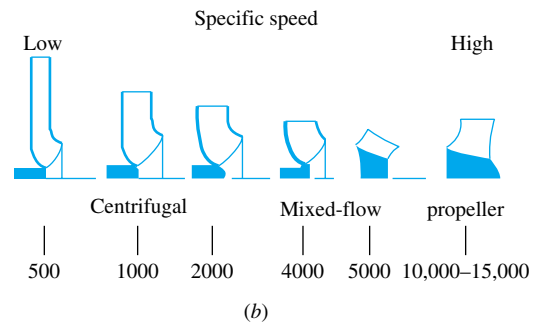 Specific speed
Low High
Centrifugal Mixed-flow propeller
500 1000 2000 4000 5000 10,000–15,000
(b)